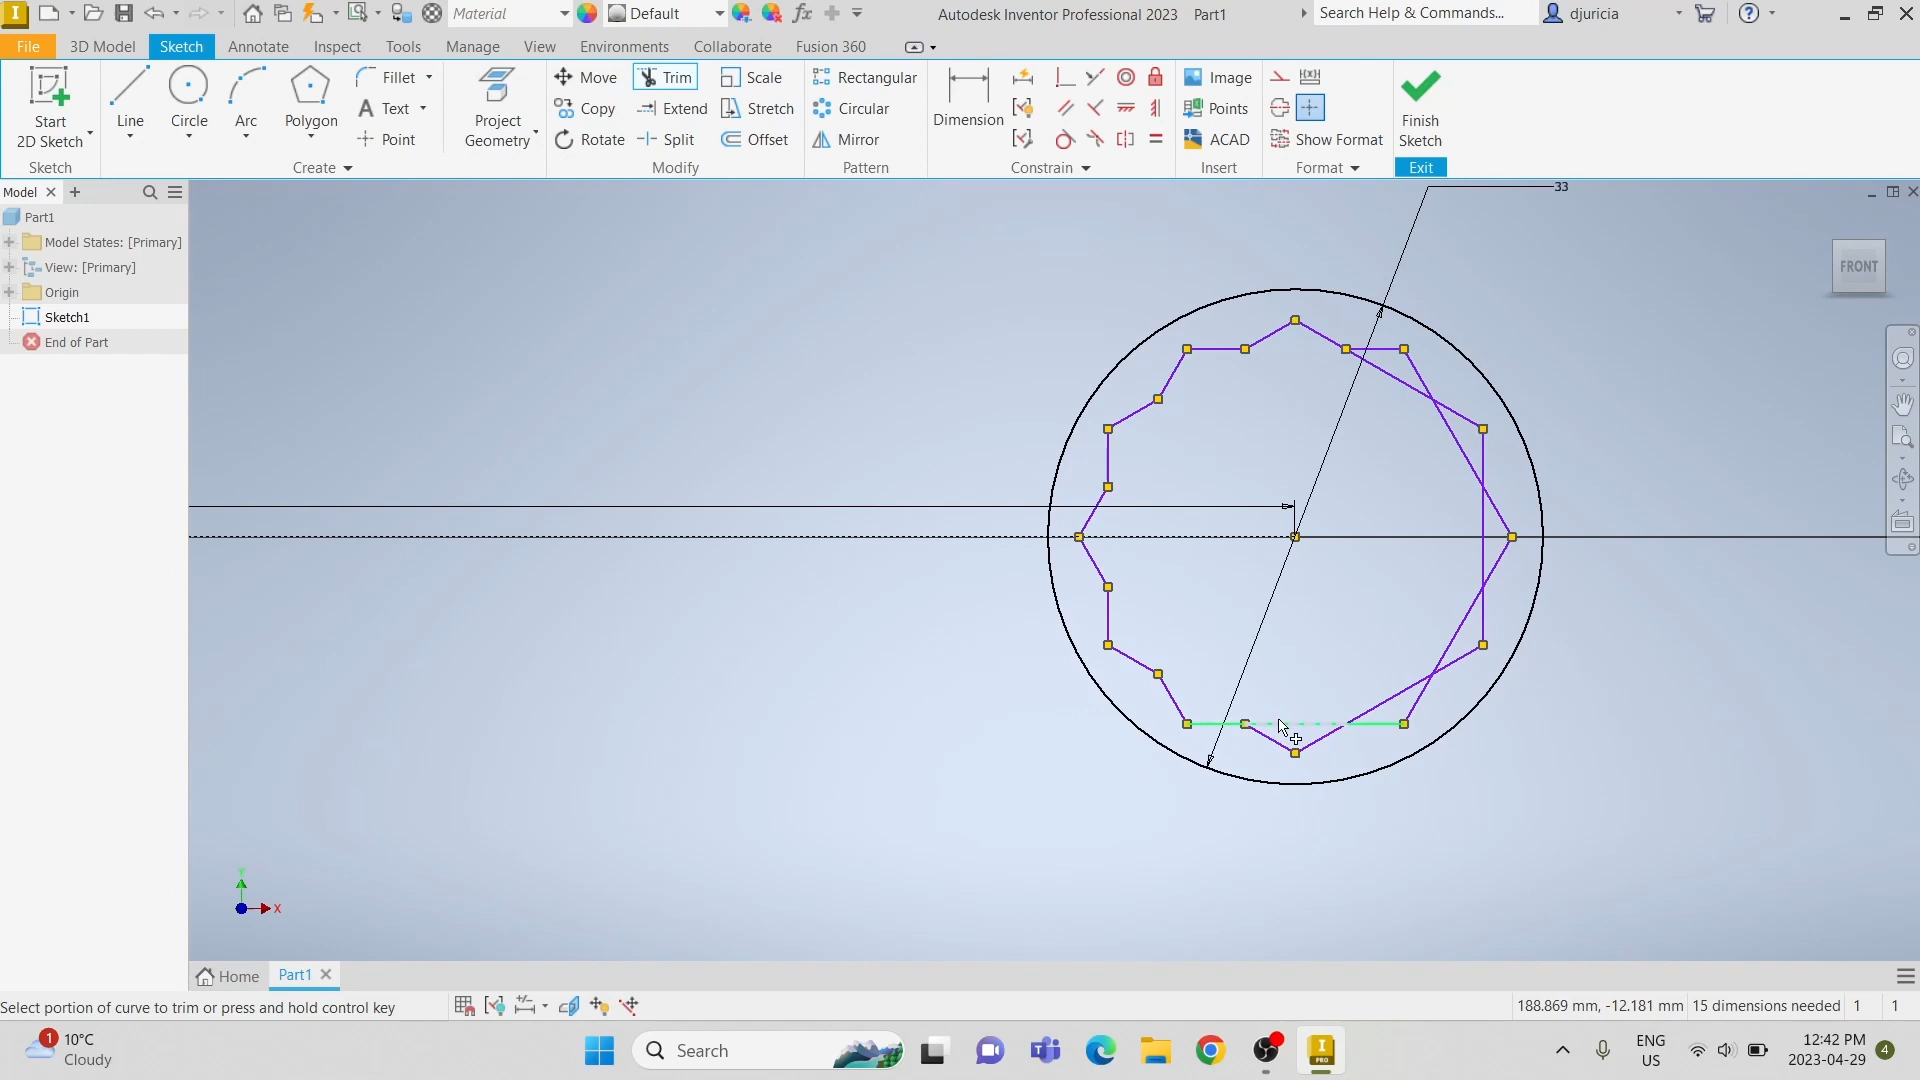 Material
Default
Autodesk Inventor Professional 2023 Part1
Search Help & Commands...
djuricia
File
3D Model
Sketch
Annotate
Inspect
Tools
Manage
View
Environments
Collaborate
Fusion 360
Start
2D Sketch
Sketch
Line
Circle
Arc
Polygon
Fillet
Text
Point
Create
Project
Geometry
Move
Copy
Rotate
Trim
Extend
Split
Scale
Stretch
Offset
Modify
Rectangular
Circular
Mirror
Pattern
Dimension
Constrain
Image
Points
ACAD
Insert
Show Format
Format
Finish
Sketch
Exit
Model
Part1
Model States: [Primary]
View: [Primary]
Origin
Sketch1
End of Part
33
FRONT
Y
X
Home
Part1
Select portion of curve to trim or press and hold control key
188.869 mm, -12.181 mm 15 dimensions needed 1 1
1
10°C
Cloudy
Search
I
PRO
ENG
US
12:42 PM
2023-04-29
4